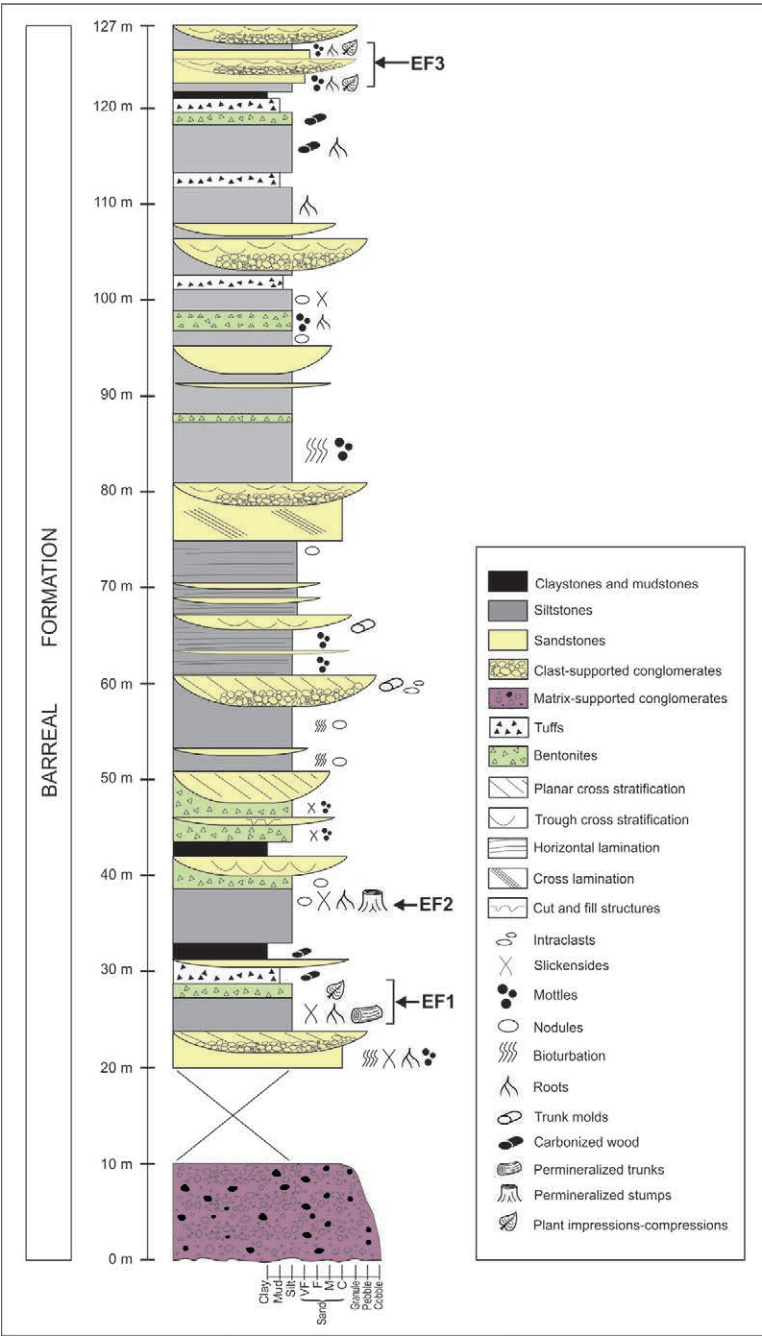 127 m
EF3
120 m
110 m
100 m
90 m
80 m
70 m
60 m
50 m
40 m
EF2
30 m
EF1
20 m
10 m
0 m
BARREAL FORMATION
Clay
Mud
Silt
VF
F
M
C
Sand
Granule
Pebble
Cobble
Claystones and mudstones
Siltstones
Sandstones
Clast-supported conglomerates
Matrix-supported conglomerates
Tuffs
Bentonites
Planar cross stratification
Trough cross stratification
Horizontal lamination
Cross lamination
Cut and fill structures
Intraclasts
Slickensides
Mottles
Nodules
Bioturbation
Roots
Trunk molds
Carbonized wood
Permineralized trunks
Permineralized stumps
Plant impressions-compressions